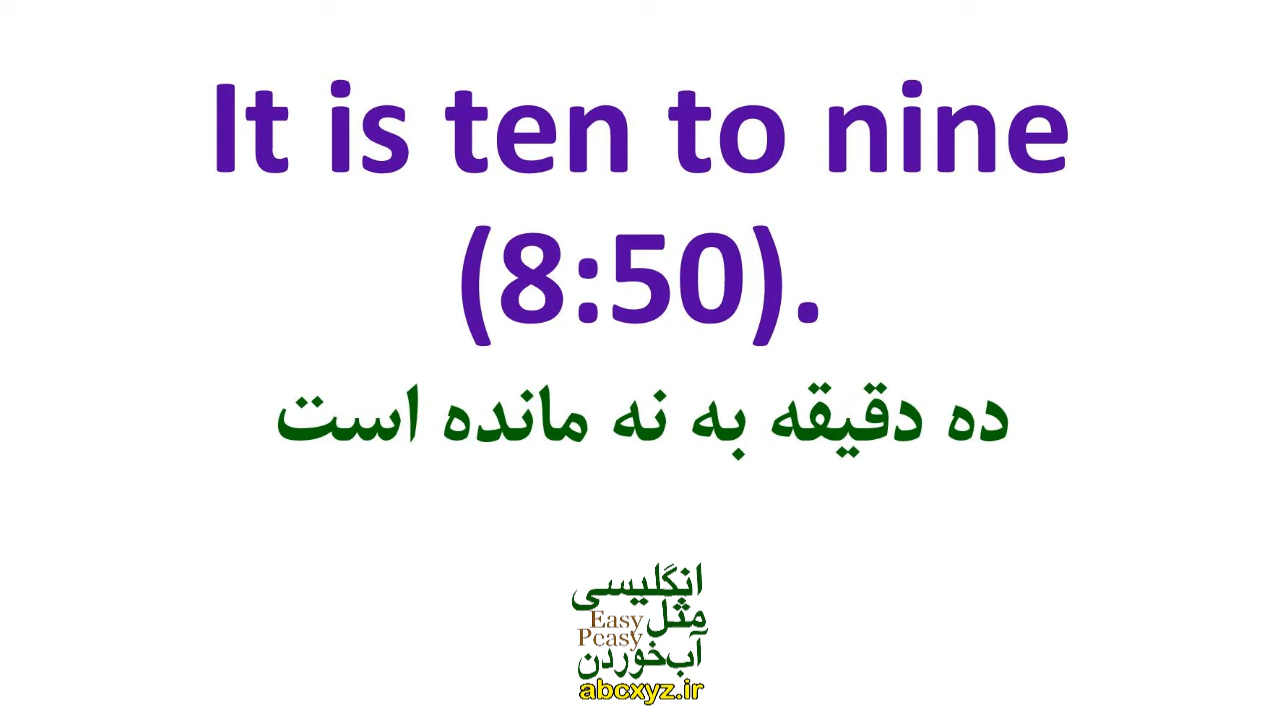 It is ten to nine
(8:50).
ده دقیقه به نه مانده است
انگلیسی
مثل
Easy
Peasy
آب‌خوردن
abcxyz.ir